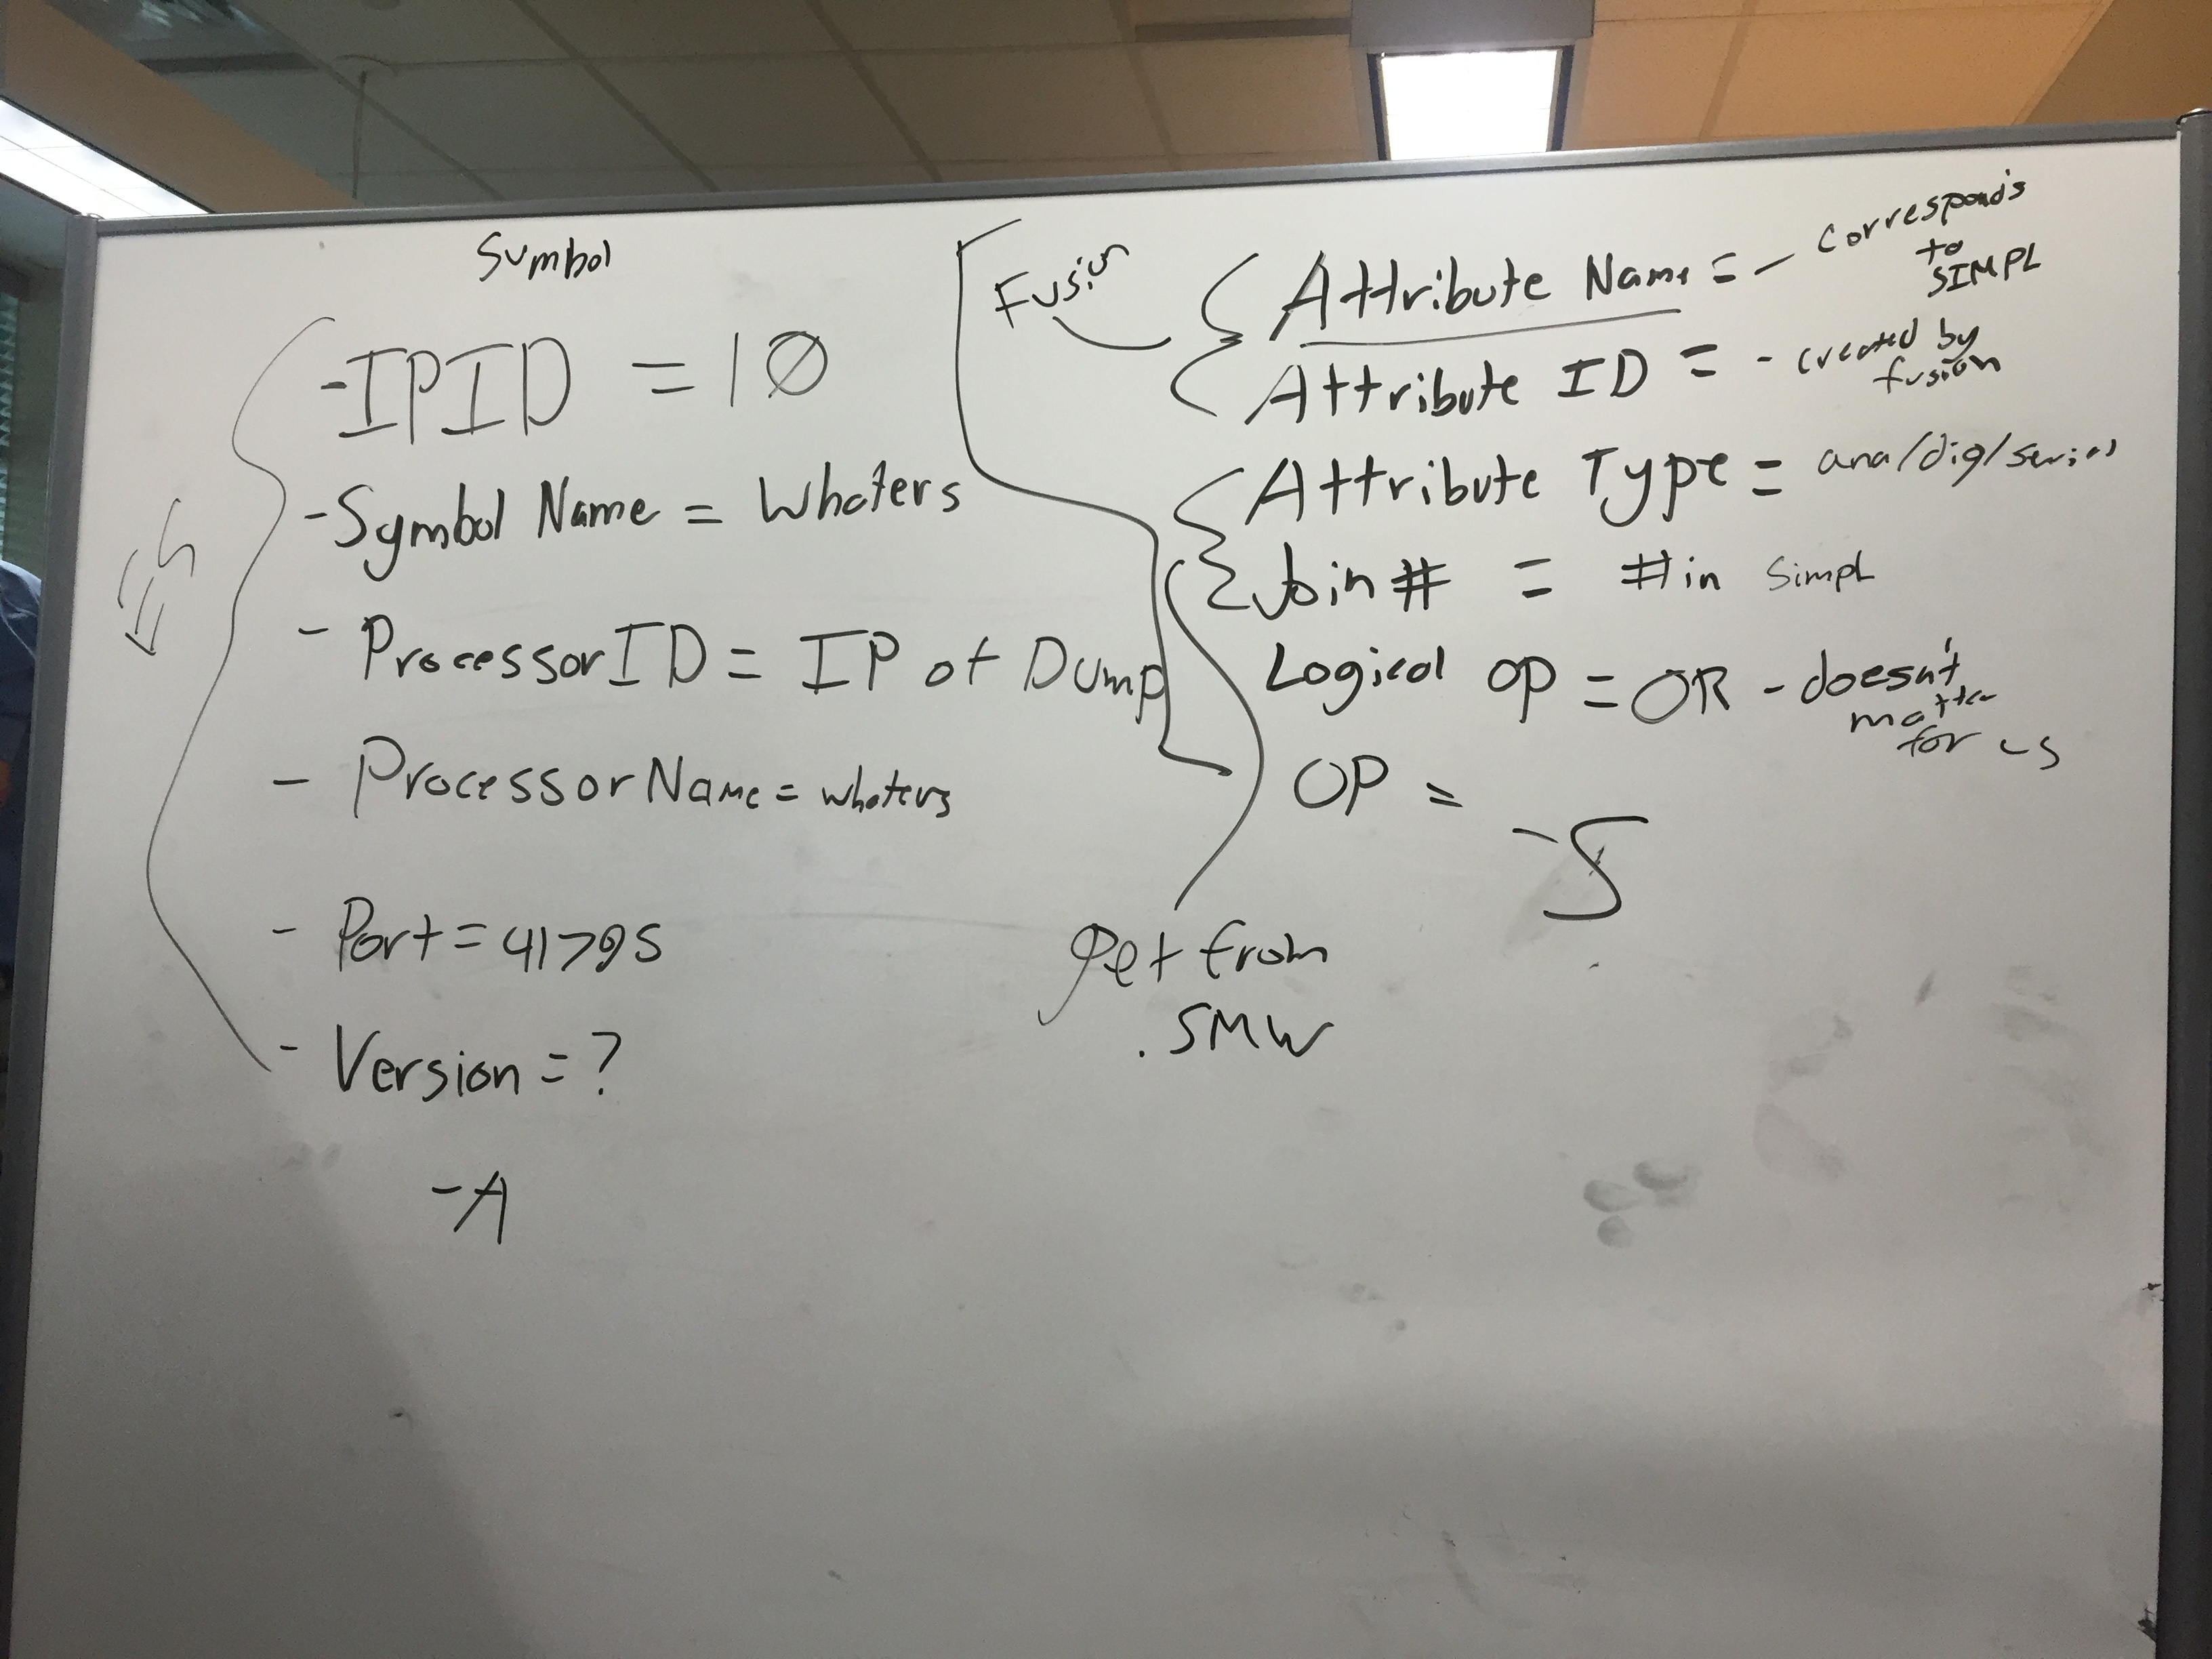 Symbol
- IPID = 10
- Symbol Name = Whaters
- ProcessorID = IP of Dump
- ProcessorName = whaters
- Port = 41795
- Version = ?
- A
Fusion
Attribute Name = - corresponds
to
SIMPL
Attribute ID = - created by
fusion
Attribute Type = ana/dig/serial
Join # = # in Simpl
Logical OP = OR - doesn't
matter
for us
OP =
get from
.SMW